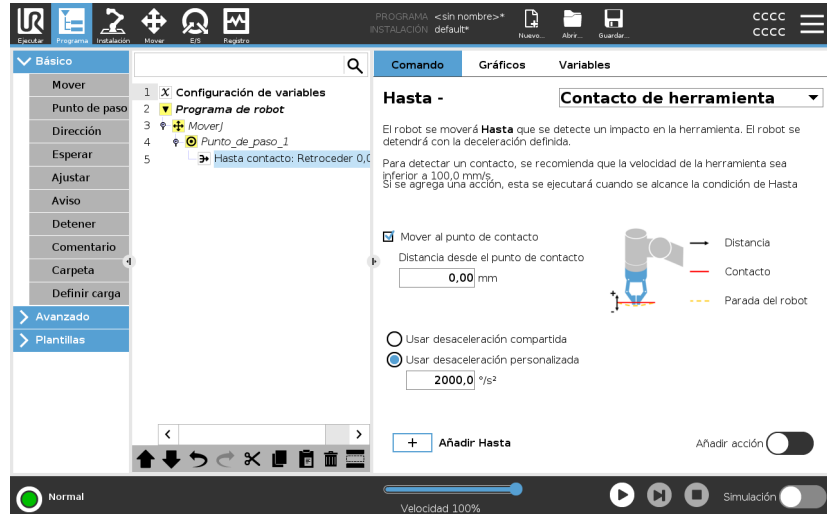 UR
Ejecutar
Programa
Instalación
Mover
E/S
Registro
PROGRAMA <sin nombre>*
INSTALACIÓN default*
Nuevo...
Abrir...
Guardar...
CCCC
CCCC
Básico
Mover
Punto de paso
Dirección
Esperar
Ajustar
Aviso
Detener
Comentario
Carpeta
Definir carga
Avanzado
Plantillas
1 X Configuración de variables
2 Programa de robot
3 MoverJ
4 Punto_de_paso_1
5 Hasta contacto: Retroceder 0,0
Comando Gráficos Variables
Hasta - Contacto de herramienta
El robot se moverá Hasta que se detecte un impacto en la herramienta. El robot se
detendrá con la deceleración definida.
Para detectar un contacto, se recomienda que la velocidad de la herramienta sea
inferior a 100,0 mm/s
Si se agrega una acción, esta se ejecutará cuando se alcance la condición de Hasta
Mover al punto de contacto
Distancia desde el punto de contacto
0,00 mm
+
-
Distancia
Contacto
Parada del robot
Usar desaceleración compartida
Usar desaceleración personalizada
2000,0 °/s²
+ Añadir Hasta
Añadir acción
Normal
Velocidad 100%
Simulación